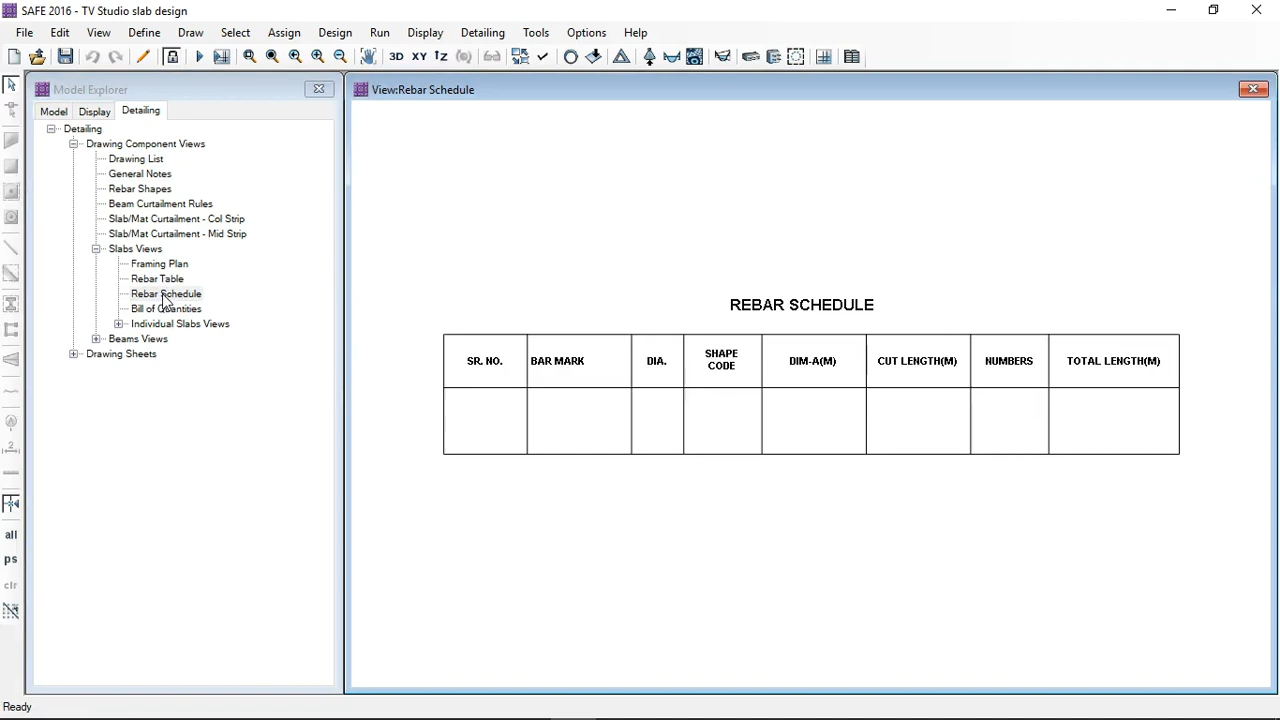 SAFE 2016 - TV Studio slab design
File Edit View Define Draw Select Assign Design Run Display Detailing Tools Options Help
3D XY
Model Explorer
View:Rebar Schedule
Model Display Detailing
Detailing
Drawing Component Views
Drawing List
General Notes
Rebar Shapes
Beam Curtailment Rules
Slab/Mat Curtailment - Col Strip
Slab/Mat Curtailment - Mid Strip
Slabs Views
Framing Plan
Rebar Table
Rebar Schedule
Bill of Quantities
Individual Slabs Views
Beams Views
Drawing Sheets
REBAR SCHEDULE
SR. NO. BAR MARK DIA. SHAPE CODE DIM-A(M) CUT LENGTH(M) NUMBERS TOTAL LENGTH(M)
all
ps
clr
Ready